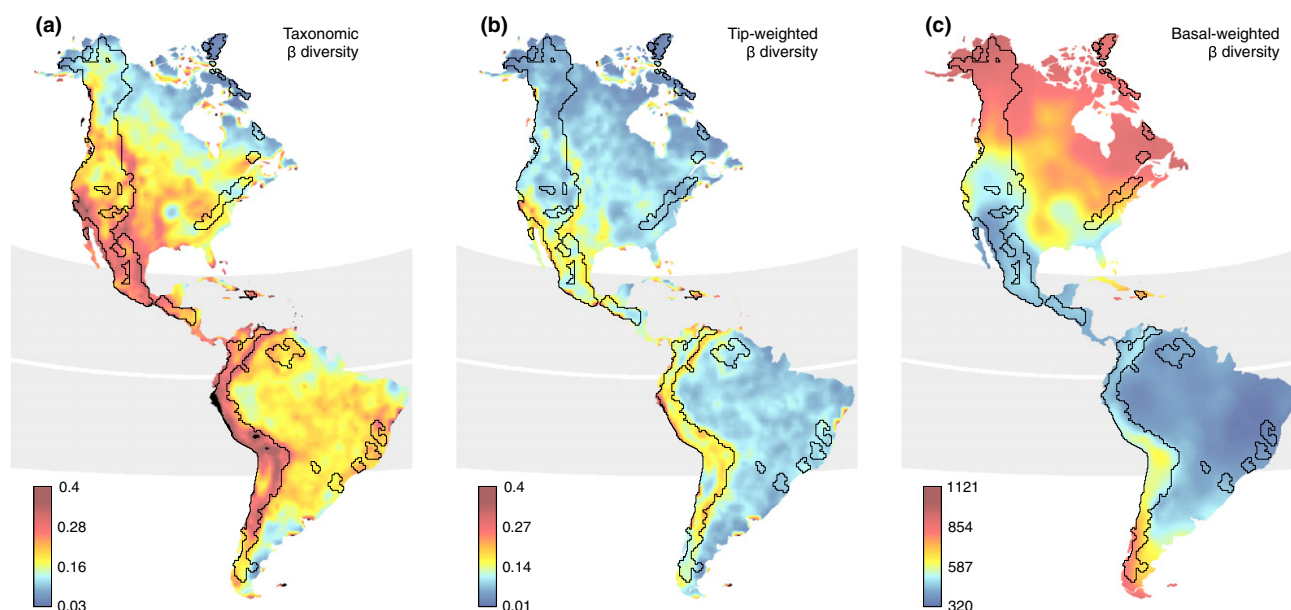 (a)
Taxonomic
β diversity
0.4
0.28
0.16
0.03
(b)
Tip-weighted
β diversity
0.4
0.27
0.14
0.01
(c)
Basal-weighted
β diversity
1121
854
587
320